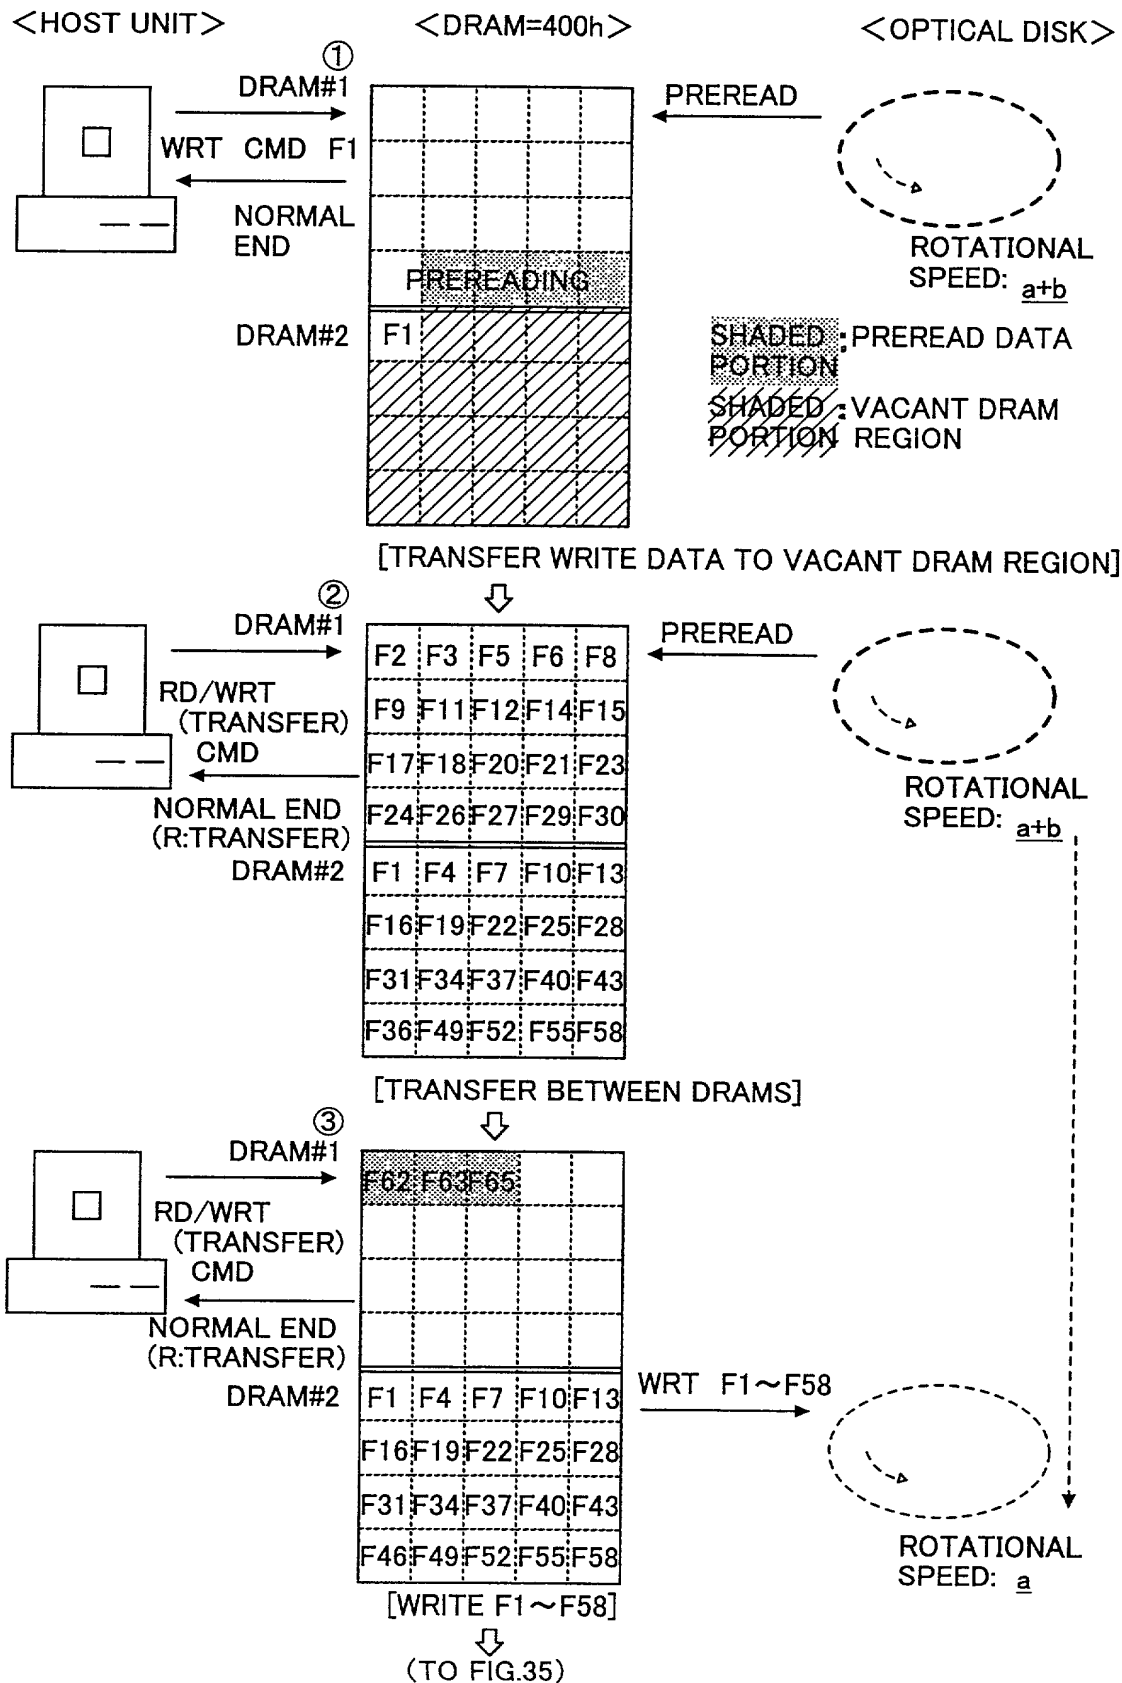 <HOST UNIT> <DRAM=400h> <OPTICAL DISK>
①
DRAM#1
PREREAD
WRT CMD F1
NORMAL
END
ROTATIONAL
SPEED: a+b
PREREADING
DRAM#2
F1
SHADED :PREREAD DATA
PORTION
SHADED :VACANT DRAM
PORTION REGION
[TRANSFER WRITE DATA TO VACANT DRAM REGION]
②
DRAM#1
PREREAD
F2 F3 F5 F6 F8
RD/WRT
(TRANSFER)
CMD
F9 F11 F12 F14 F15
F17 F18 F20 F21 F23
ROTATIONAL
SPEED: a+b
NORMAL END
(R:TRANSFER)
F24 F26 F27 F29 F30
DRAM#2
F1 F4 F7 F10 F13
F16 F19 F22 F25 F28
F31 F34 F37 F40 F43
F36 F49 F52 F55 F58
[TRANSFER BETWEEN DRAMS]
③
DRAM#1
F62 F63 F65
RD/WRT
(TRANSFER)
CMD
NORMAL END
(R:TRANSFER)
DRAM#2
F1 F4 F7 F10 F13
WRT F1~F58
F16 F19 F22 F25 F28
F31 F34 F37 F40 F43
F46 F49 F52 F55 F58
ROTATIONAL
SPEED: a
[WRITE F1~F58]
(TO FIG.35)